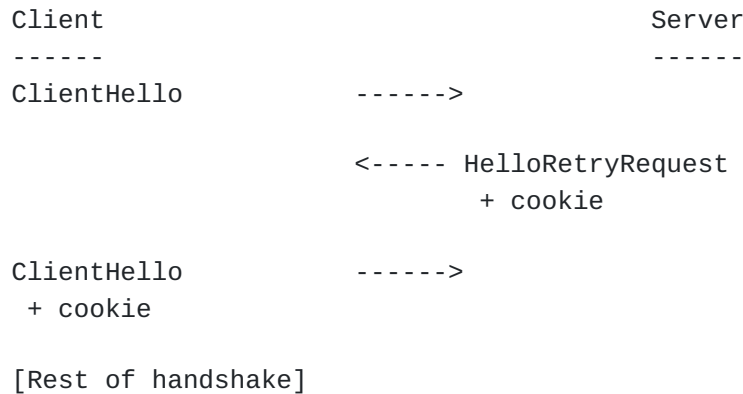 Client                                   Server
------                                   ------
ClientHello           ------>
                      <----- HelloRetryRequest
                              + cookie
ClientHello           ------>
 + cookie
[Rest of handshake]